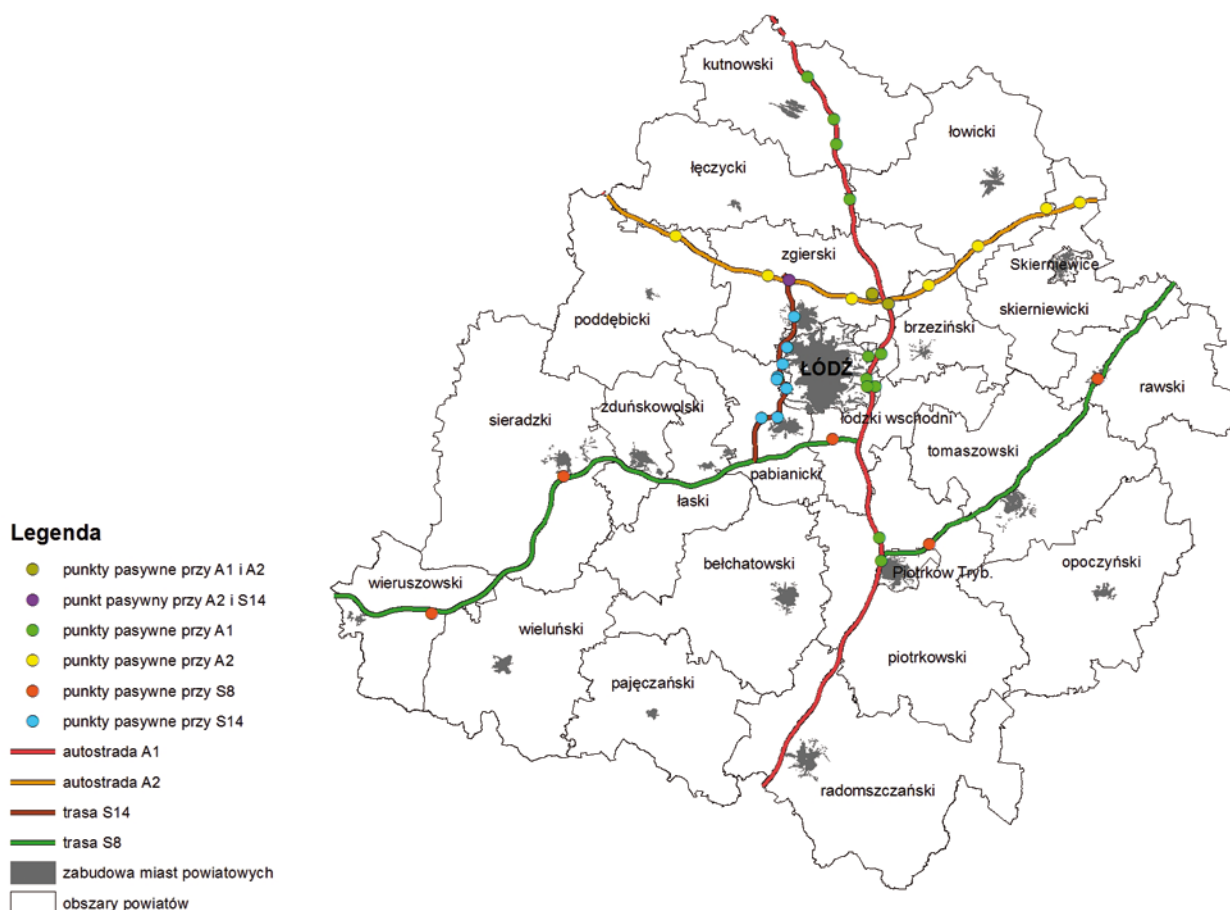 kutnowski
łowicki
łęczycki
zgierski
Skierniewice
skierniewicki
poddębicki
brzeziński
ŁÓDŹ
rawski
zduńskowolski
sieradzki
łódzki wschodni
tomaszowski
pabianicki
łaski
Legenda
punkty pasywne przy A1 i A2
punkt pasywny przy A2 i S14
punkty pasywne przy A1
punkty pasywne przy A2
punkty pasywne przy S8
punkty pasywne przy S14
autostrada A1
autostrada A2
trasa S14
trasa S8
zabudowa miast powiatowych
obszary powiatów
bełchatowski
opoczyński
Piotrków Tryb.
wieruszowski
wieluński
piotrkowski
pajęczański
radomszczański